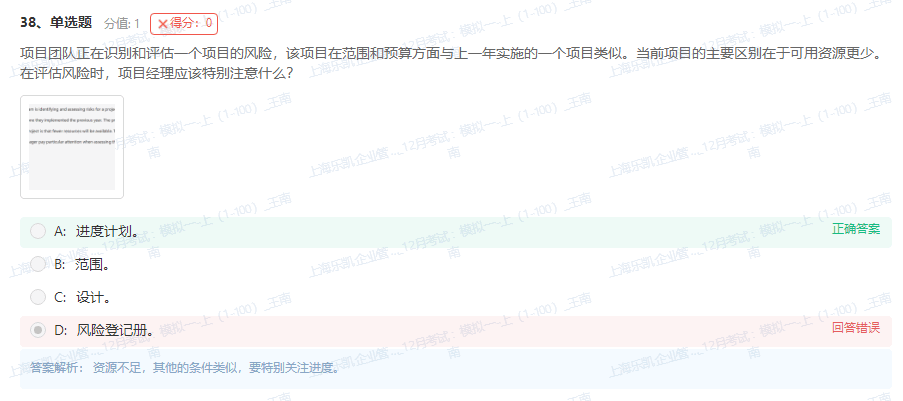 38、单选题 分值: 1 ✕得分：0
项目团队正在识别和评估一个项目的风险，该项目在范围和预算方面与上一年实施的一个项目类似。当前项目的主要区别在于可用资源更少。
在评估风险时，项目经理应该特别注意什么？
am is identifying and assessing risks for a proje
ew they implemented the previous year. The pr
roject is that fewer resources will be available.
ager pay particular attention when assessing th
A: 进度计划。 正确答案
B: 范围。
C: 设计。
D: 风险登记册。 回答错误
答案解析： 资源不足，其他的条件类似，要特别关注进度。
上海乐凯企业管..._12月考试：模拟一上（1-100）_王南